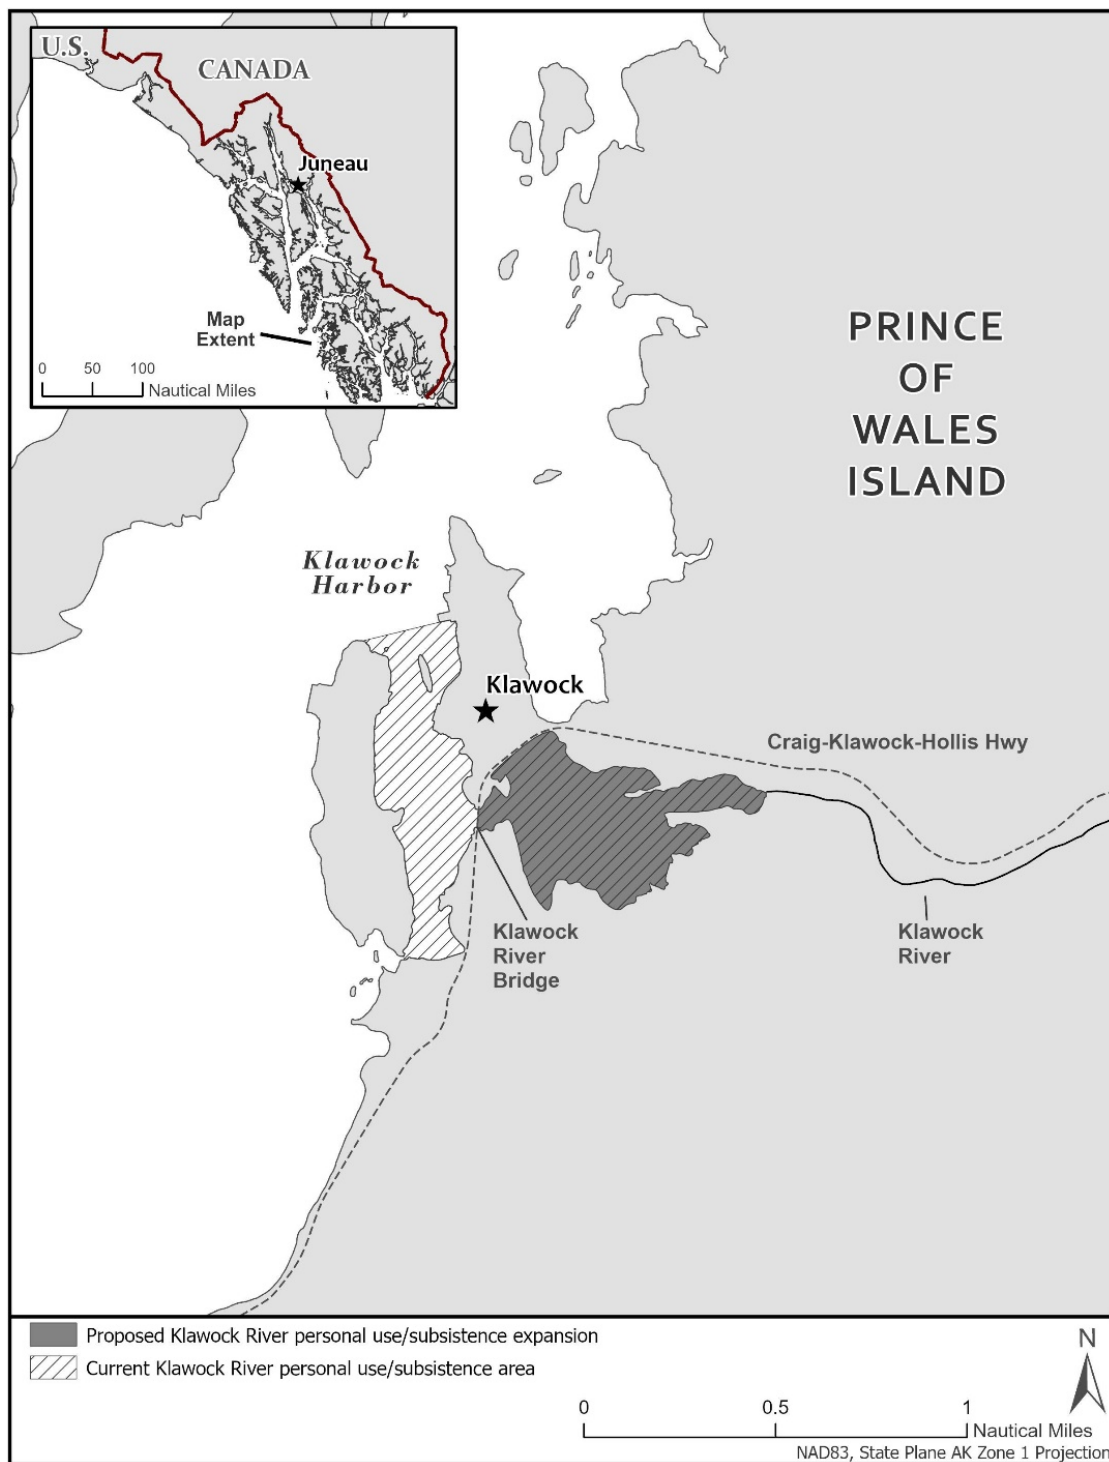 U.S.
CANADA
Juneau
Map
Extent
0 50 100
Nautical Miles
PRINCE
OF
WALES
ISLAND
Klawock
Harbor
Klawock
Craig-Klawock-Hollis Hwy
Klawock
River
Bridge
Klawock
River
Proposed Klawock River personal use/subsistence expansion
Current Klawock River personal use/subsistence area
N
0 0.5 1
Nautical Miles
NAD83, State Plane AK Zone 1 Projection